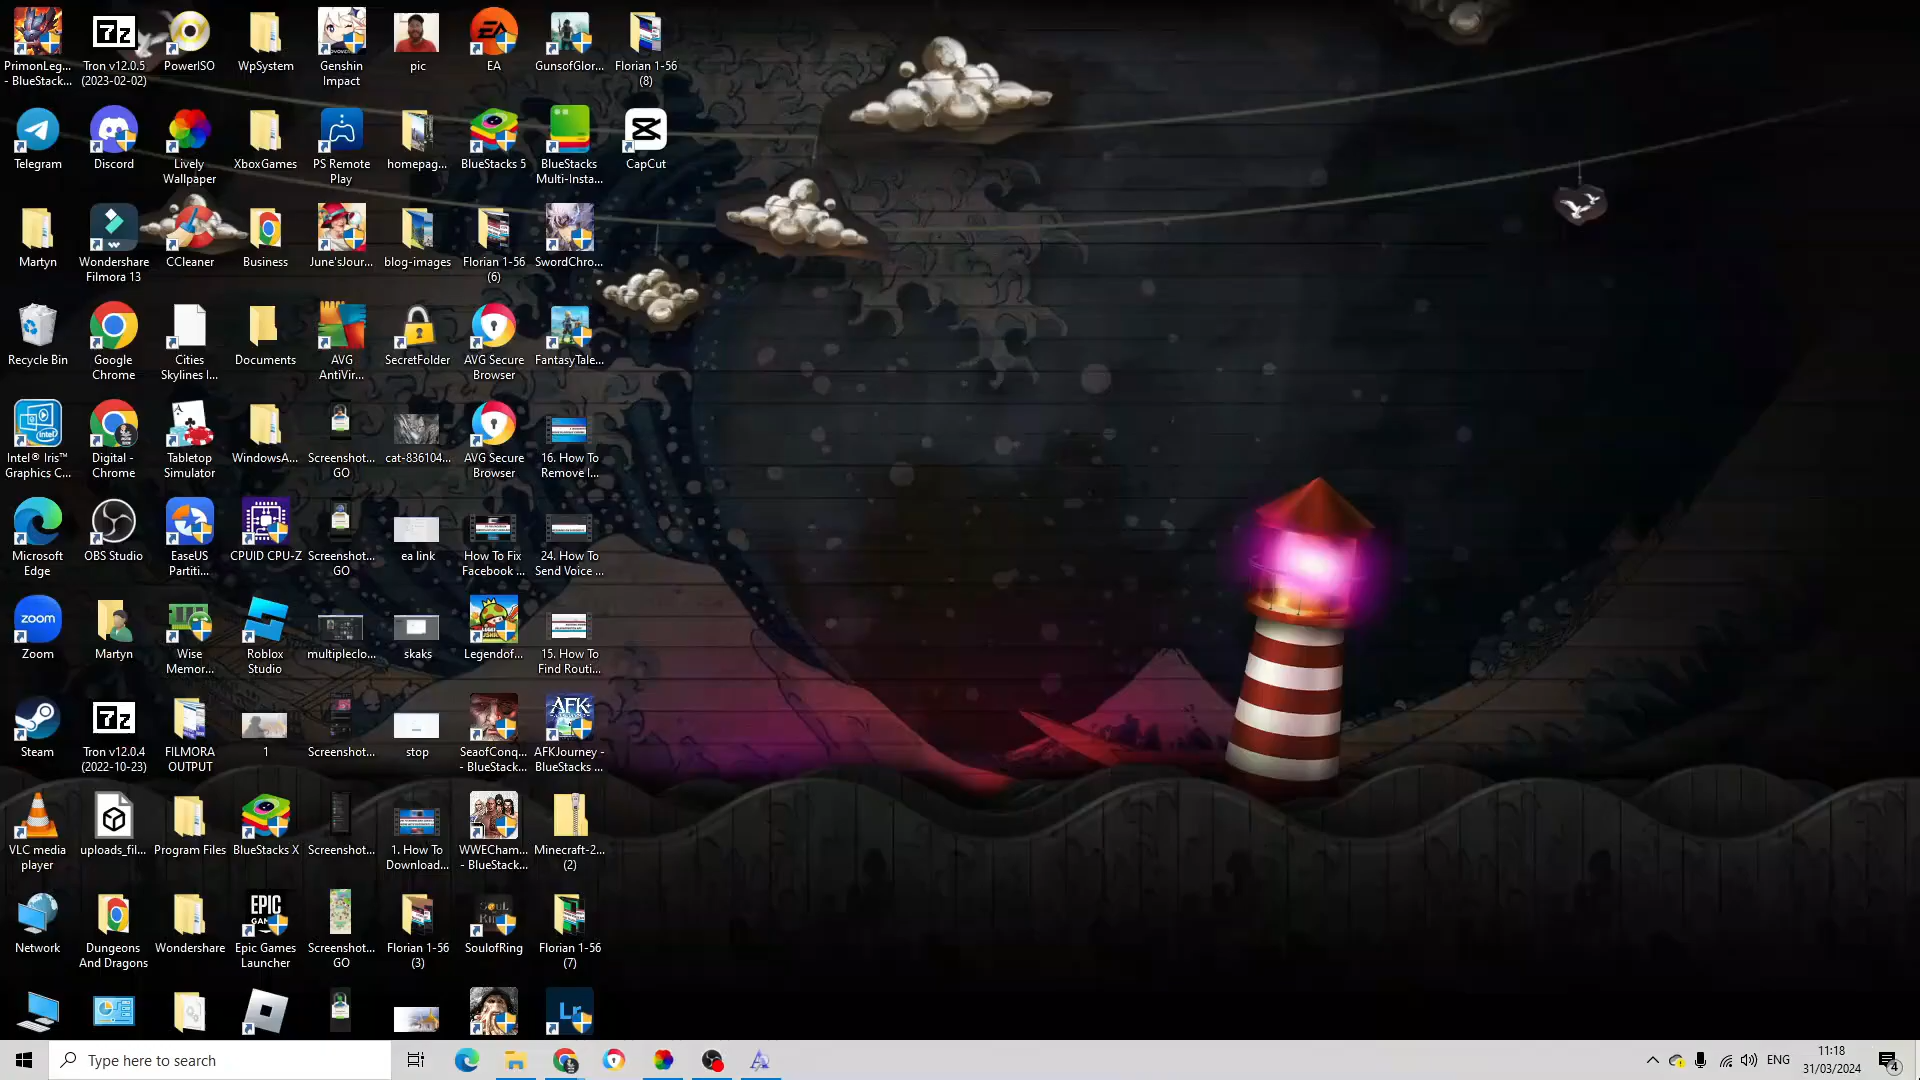 PrimonLeg...
- BlueStack...
Tron v12.0.5
(2023-02-02)
PowerISO
WpSystem
Genshin
Impact
pic
EA
EA
GunsofGlor...
Florian 1-56
(8)
Telegram
Discord
Lively
Wallpaper
XboxGames
PS Remote
Play
homepag...
BlueStacks 5
BlueStacks
Multi-Insta...
CapCut
Martyn
Wondershare
Filmora 13
CCleaner
Business
June'sJour...
blog-images
Florian 1-56
(6)
SwordChro...
Recycle Bin
Google
Chrome
Cities
Skylines I...
Documents
AVG
AntiVir...
SecretFolder
AVG Secure
Browser
FantasyTale...
intel
Intel® Iris™
Graphics C...
Digital -
Chrome
Tabletop
Simulator
WindowsA...
Screenshot...
GO
cat-836104...
AVG Secure
Browser
16. How To
Remove I...
Microsoft
Edge
OBS Studio
EaseUS
Partiti...
CPUID CPU-Z
Screenshot...
GO
ea link
How To Fix
Facebook ...
24. How To
Send Voice ...
zoom
Zoom
Martyn
Wise
Memor...
Roblox
Studio
multipleclo...
skaks
Legendof...
15. How To
Find Routi...
Steam
7z
Tron v12.0.4
(2022-10-23)
FILMORA
OUTPUT
1
Screenshot...
stop
SeaofConq...
- BlueStack...
AFK
AFKJourney -
BlueStacks ...
VLC media
player
uploads_fil...
Program Files
BlueStacks X
Screenshot...
1. How To
Download...
WWECham...
- BlueStack...
Minecraft-2...
(2)
Network
Dungeons
And Dragons
Wondershare
EPIC
Epic Games
Launcher
Screenshot...
GO
Florian 1-56
(3)
SoulofRing
Florian 1-56
(7)
Lr
Type here to search
ENG
11:18
31/03/2024
4